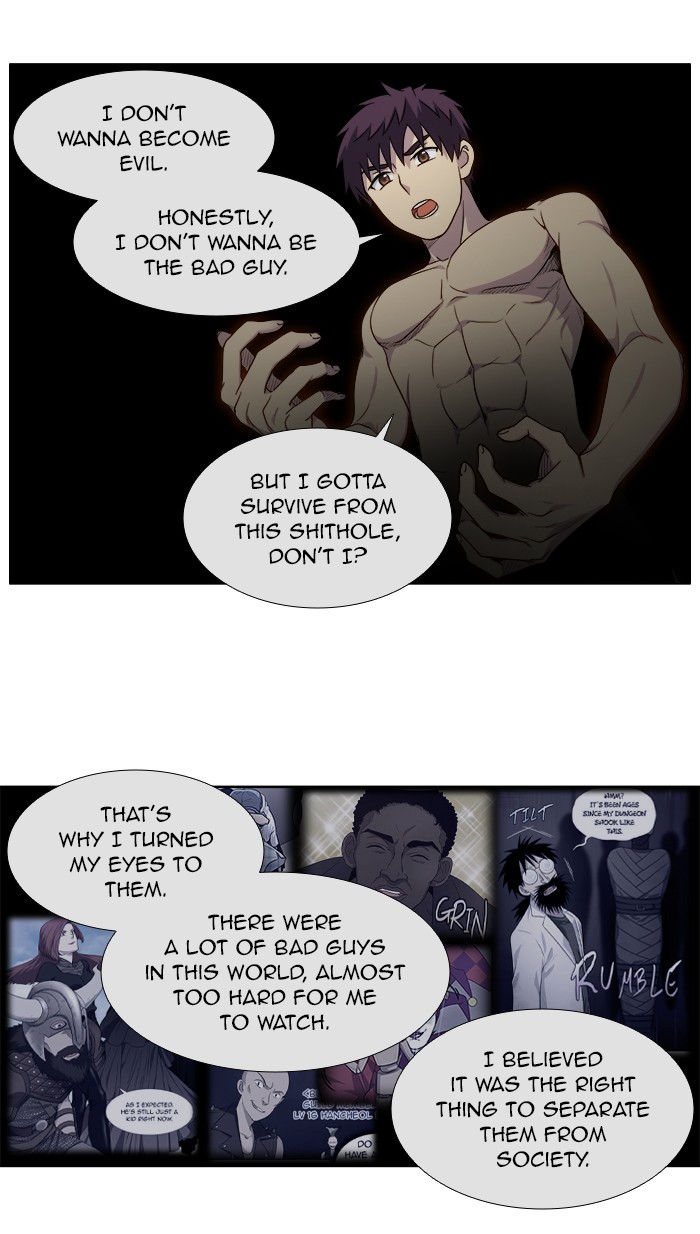 I DON'T
WANNA BECOME
EVIL.
HONESTLY,
I DON'T WANNA BE
THE BAD GUY.
BUT I GOTTA
SURVIVE FROM
THIS SHITHOLE,
DON'T I?
THAT'S
WHY I TURNED
MY EYES TO
THEM.
THERE WERE
A LOT OF BAD GUYS
IN THIS WORLD, ALMOST
TOO HARD FOR ME
TO WATCH.
GRIN
TILT
HMM?
IT'S BEEN AGES
SINCE MY DUNGEON
SHOOK LIKE
THIS.
RUMBLE
AS I EXPECTED.
HE'S STILL JUST A
KID RIGHT NOW.
LV 16 HANCHEOL
DO
HAVE
I BELIEVED
IT WAS THE RIGHT
THING TO SEPARATE
THEM FROM
SOCIETY.